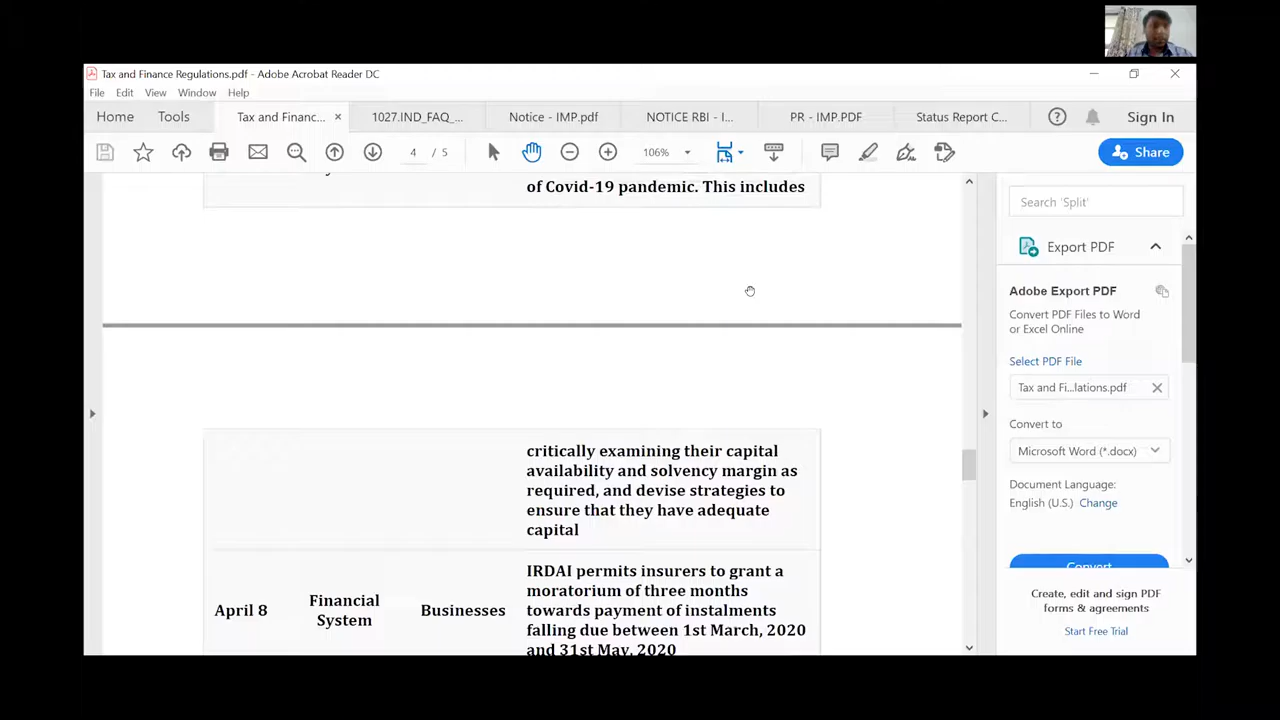 Tax and Finance Regulations.pdf - Adobe Acrobat Reader DC
File Edit View Window Help
Home Tools Tax and Financ... × 1027.IND_FAQ_... Notice - IMP.pdf NOTICE RBI - I... PR - IMP.PDF Status Report C... Sign In
4 / 5 106% Share
of Covid-19 pandemic. This includes
critically examining their capital
availability and solvency margin as
required, and devise strategies to
ensure that they have adequate
capital
April 8
Financial
System
Businesses
IRDAI permits insurers to grant a
moratorium of three months
towards payment of instalments
falling due between 1st March, 2020
and 31st May, 2020
Search 'Split'
Export PDF
Adobe Export PDF
Convert PDF Files to Word
or Excel Online
Select PDF File
Tax and Fi...lations.pdf
Convert to
Microsoft Word (*.docx)
Document Language:
English (U.S.) Change
Convert
Create, edit and sign PDF
forms & agreements
Start Free Trial